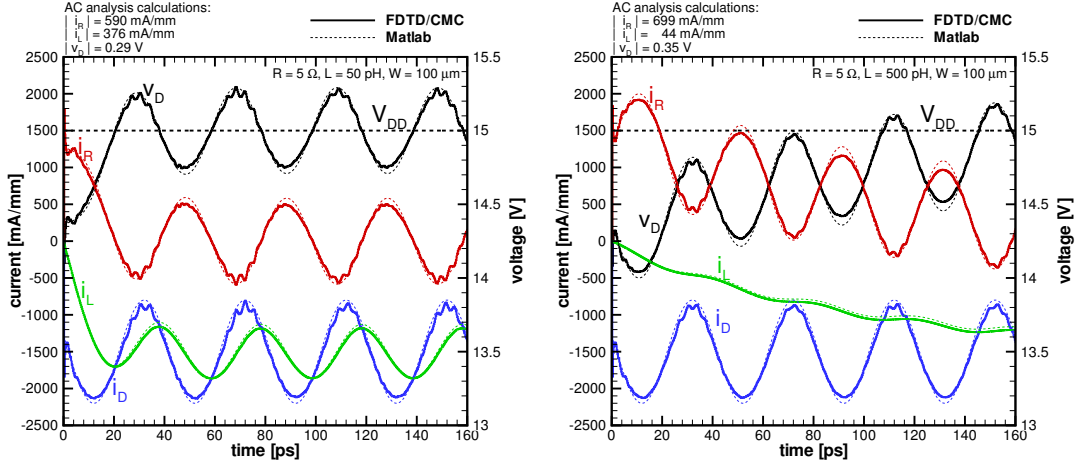 AC analysis calculations:
| i_R | = 590 mA/mm
| i_L | = 376 mA/mm
| v_D | = 0.29 V
FDTD/CMC
Matlab
R = 5 Ω, L = 50 pH, W = 100 μm
v_D
V_DD
i_R
i_L
i_D
current [mA/mm]
2500
2000
1500
1000
500
0
-500
-1000
-1500
-2000
-2500
voltage [V]
15.5
15
14.5
14
13.5
13
0 20 40 60 80 100 120 140 160
time [ps]
AC analysis calculations:
| i_R | = 699 mA/mm
| i_L | = 44 mA/mm
| v_D | = 0.35 V
FDTD/CMC
Matlab
R = 5 Ω, L = 500 pH, W = 100 μm
i_R
V_DD
v_D
i_L
i_D
current [mA/mm]
2500
2000
1500
1000
500
0
-500
-1000
-1500
-2000
-2500
voltage [V]
15.5
15
14.5
14
13.5
13
0 20 40 60 80 100 120 140 160
time [ps]